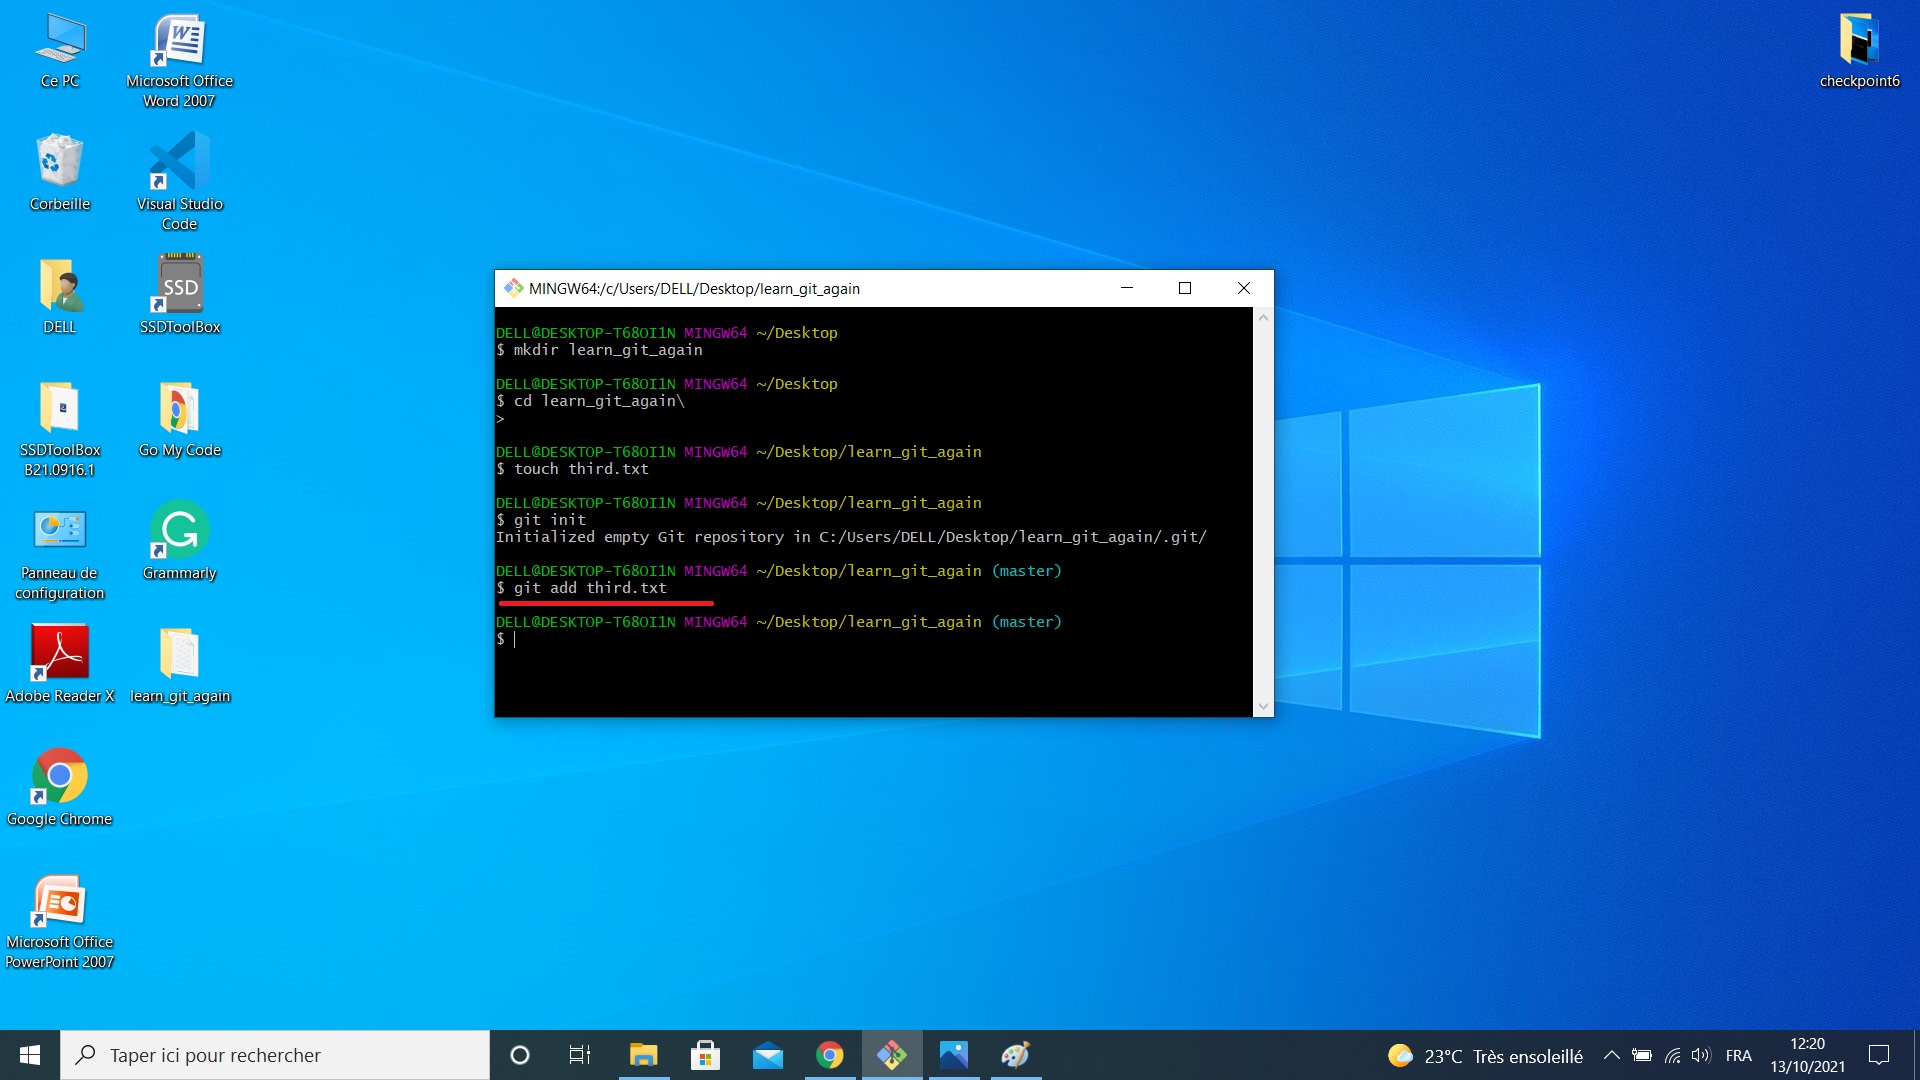 Ce PC
Microsoft Office
Word 2007
checkpoint6
Corbeille
Visual Studio
Code
DELL
SSD
SSDToolBox
SSDToolBox
B21.0916.1
Go My Code
Panneau de
configuration
Grammarly
Adobe Reader X
learn_git_again
Google Chrome
Microsoft Office
PowerPoint 2007
MINGW64:/c/Users/DELL/Desktop/learn_git_again
DELL@DESKTOP-T68OI1N MINGW64 ~/Desktop
$ mkdir learn_git_again
DELL@DESKTOP-T68OI1N MINGW64 ~/Desktop
$ cd learn_git_again\
>
DELL@DESKTOP-T68OI1N MINGW64 ~/Desktop/learn_git_again
$ touch third.txt
DELL@DESKTOP-T68OI1N MINGW64 ~/Desktop/learn_git_again
$ git init
Initialized empty Git repository in C:/Users/DELL/Desktop/learn_git_again/.git/
DELL@DESKTOP-T68OI1N MINGW64 ~/Desktop/learn_git_again (master)
$ git add third.txt
DELL@DESKTOP-T68OI1N MINGW64 ~/Desktop/learn_git_again (master)
$
Taper ici pour rechercher
23°C Très ensoleillé
FRA
12:20
13/10/2021